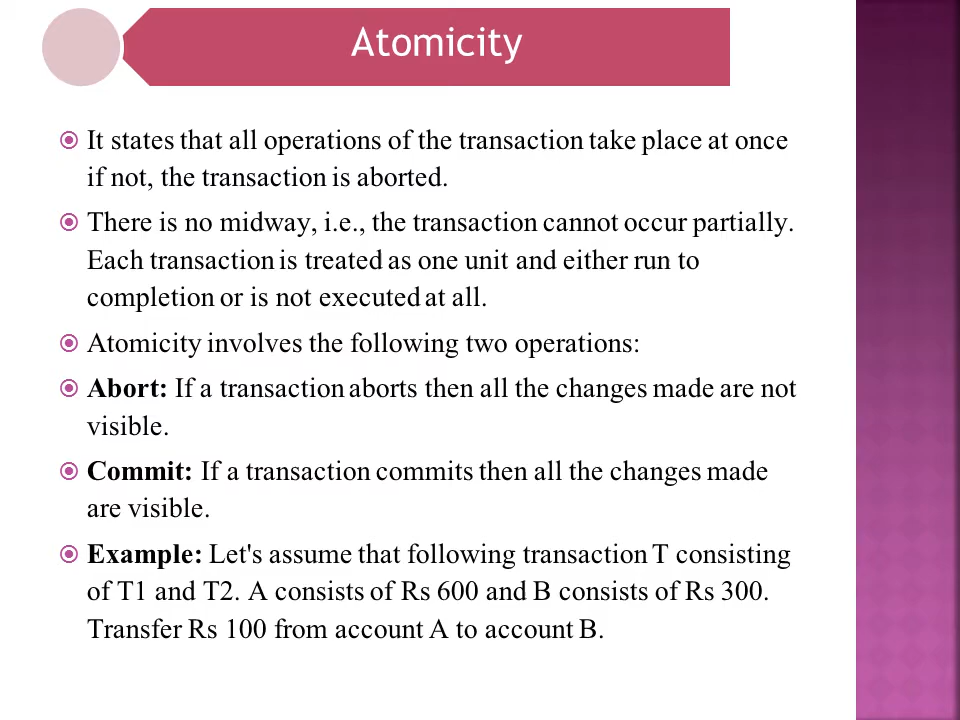 Atomicity
It states that all operations of the transaction take place at once
if not, the transaction is aborted.
There is no midway, i.e., the transaction cannot occur partially.
Each transaction is treated as one unit and either run to
completion or is not executed at all.
Atomicity involves the following two operations:
Abort: If a transaction aborts then all the changes made are not
visible.
Commit: If a transaction commits then all the changes made
are visible.
Example: Let's assume that following transaction T consisting
of T1 and T2. A consists of Rs 600 and B consists of Rs 300.
Transfer Rs 100 from account A to account B.